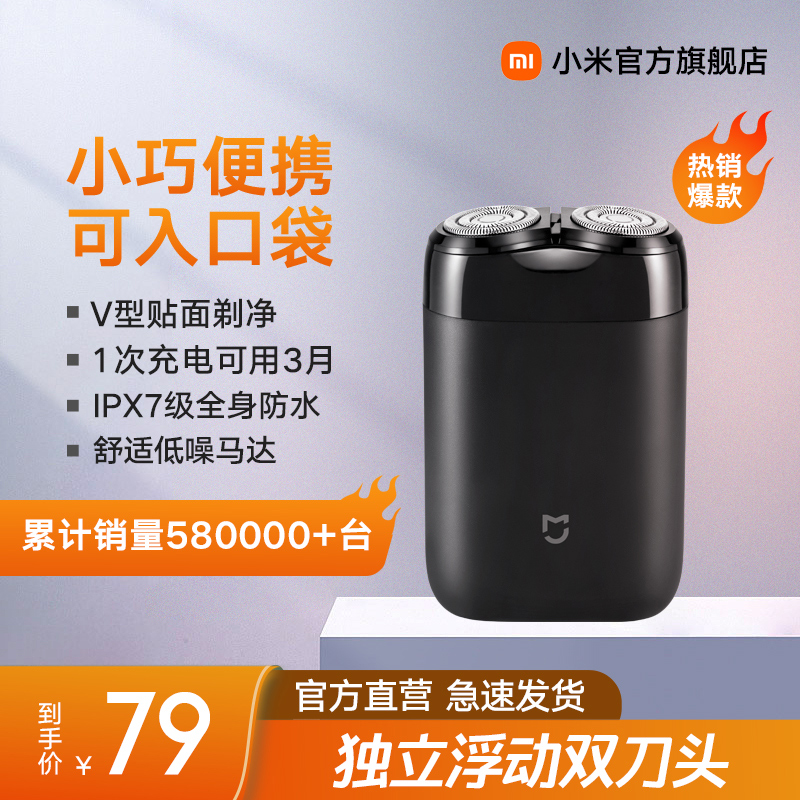 mi 小米官方旗舰店
热销
爆款
小巧便携
可入口袋
V型贴面剃净
1次充电可用3月
IPX7级全身防水
舒适低噪马达
累计销量580000+台
到手价 ¥79
官方直营 急速发货
独立浮动双刀头